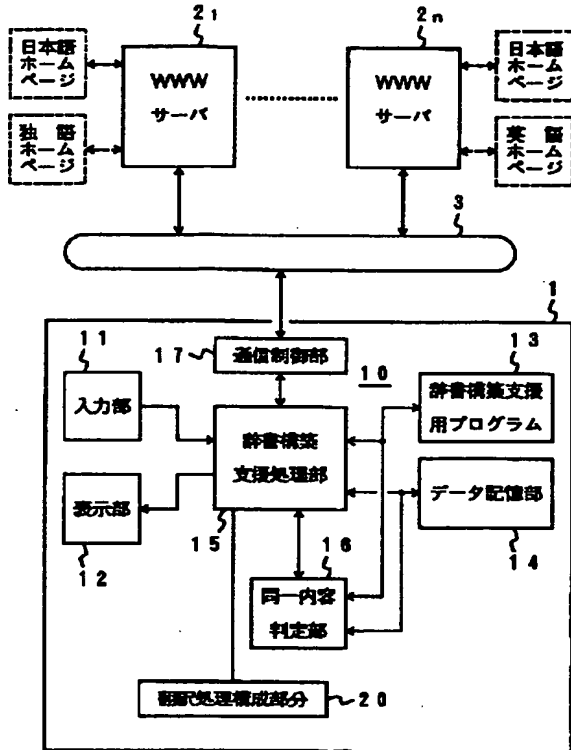 2₁
2n
日本語
ホーム
ページ
WWW
サーバ
WWW
サーバ
日本語
ホーム
ページ
独語
ホーム
ページ
英語
ホーム
ページ
3
1
11
17
通信制御部
10
13
入力部
辞書構築
支援処理部
辞書構築支援
用プログラム
表示部
データ記憶部
12
15
16
14
同一内容
判定部
翻訳処理構成部分
20